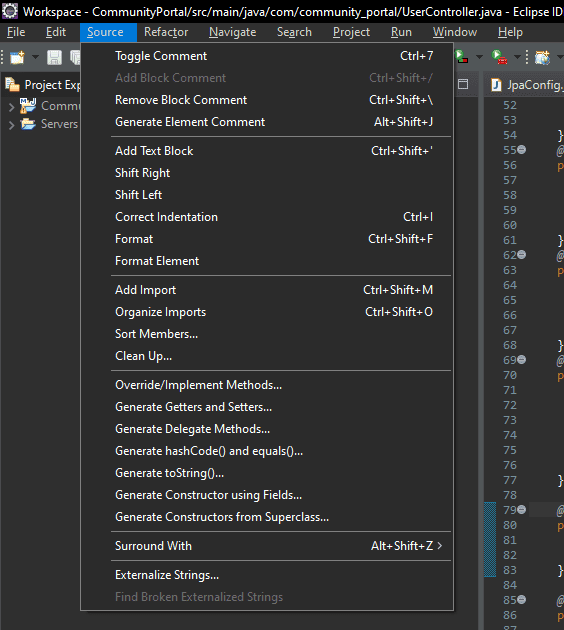 Workspace - CommunityPortal/src/main/java/com/community_portal/UserController.java - Eclipse ID
File Edit Source Refactor Navigate Search Project Run Window Help
Project Exp
JpaConfig.
Commu
Servers
Toggle Comment Ctrl+7
Add Block Comment Ctrl+Shift+/
Remove Block Comment Ctrl+Shift+\
Generate Element Comment Alt+Shift+J
Add Text Block Ctrl+Shift+'
Shift Right
Shift Left
Correct Indentation Ctrl+I
Format Ctrl+Shift+F
Format Element
Add Import Ctrl+Shift+M
Organize Imports Ctrl+Shift+O
Sort Members...
Clean Up...
Override/Implement Methods...
Generate Getters and Setters...
Generate Delegate Methods...
Generate hashCode() and equals()...
Generate toString()...
Generate Constructor using Fields...
Generate Constructors from Superclass...
Surround With Alt+Shift+Z
Externalize Strings...
Find Broken Externalized Strings
52
53
54 }
55 @
56 p
57
58
59
60
61 }
62 @
63 p
64
65
66
67
68 }
69 @
70 p
71
72
73
74
75
76
77 }
78
79 @
80 p
81
82
83 }
84
85 @
86 p
87